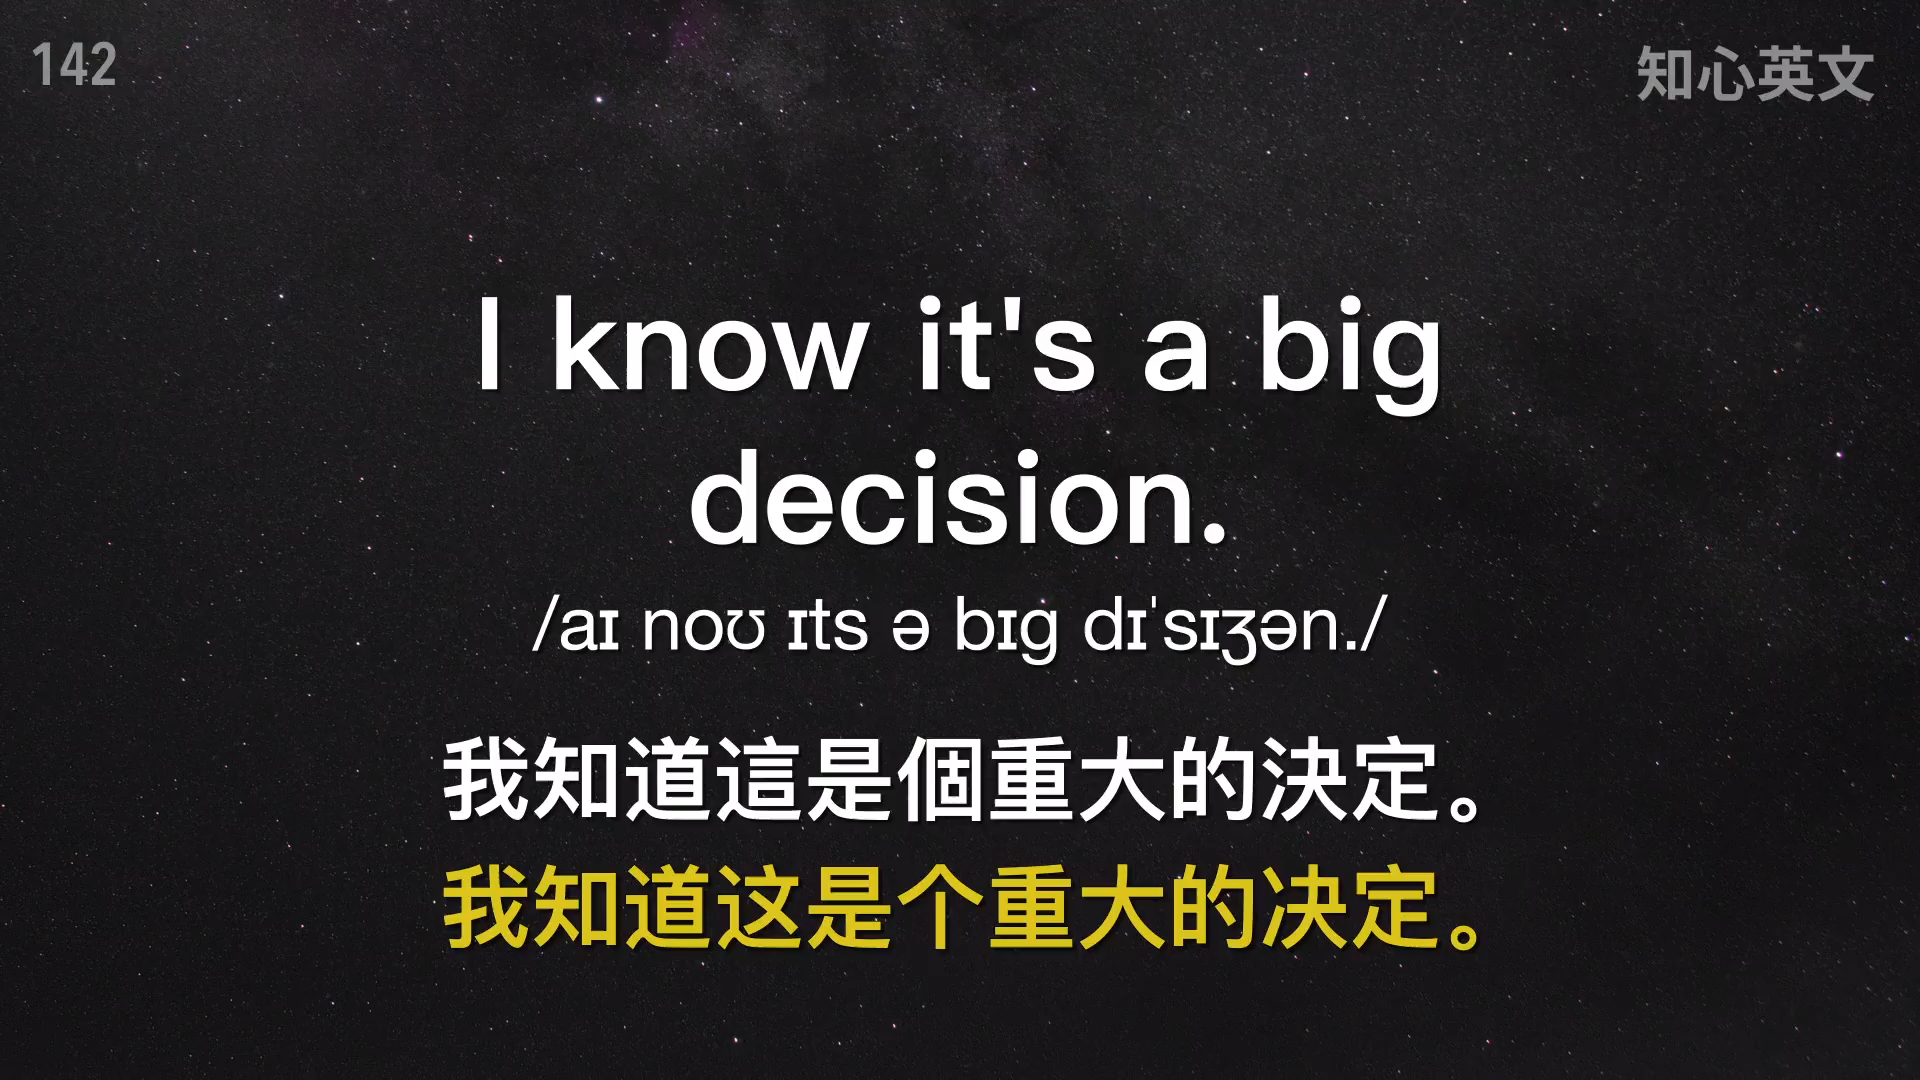 142
知心英文
I know it's a big
decision.
/aɪ noʊ ɪts ə bɪg dɪˈsɪʒən./
我知道這是個重大的決定。
我知道这是个重大的决定。